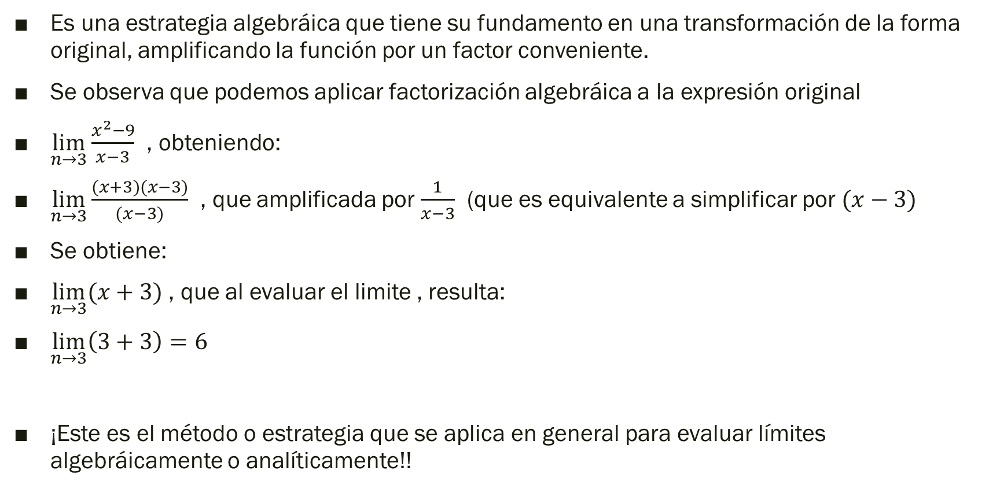 ■ Es una estrategia algebráica que tiene su fundamento en una transformación de la forma
original, amplificando la función por un factor conveniente.
■ Se observa que podemos aplicar factorización algebráica a la expresión original
■ $\lim_{n \to 3} \frac{x^2-9}{x-3}$ , obteniendo:
■ $\lim_{n \to 3} \frac{(x+3)(x-3)}{(x-3)}$ , que amplificada por $\frac{1}{x-3}$ (que es equivalente a simplificar por $(x-3)$
■ Se obtiene:
■ $\lim_{n \to 3} (x+3)$ , que al evaluar el limite , resulta:
■ $\lim_{n \to 3} (3+3) = 6$
■ ¡Este es el método o estrategia que se aplica en general para evaluar límites
algebráicamente o analíticamente!!